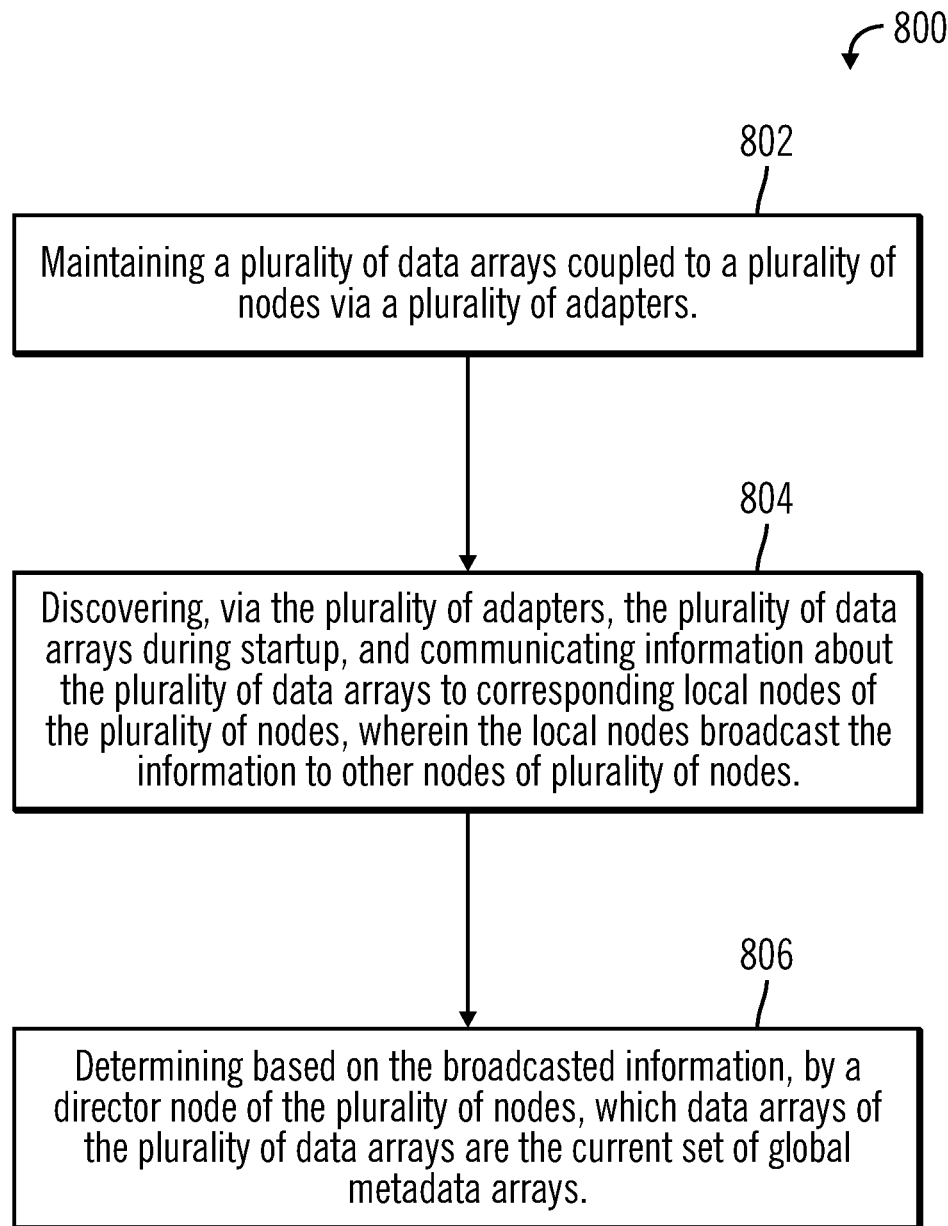 800
802
Maintaining a plurality of data arrays coupled to a plurality of
nodes via a plurality of adapters.
804
Discovering, via the plurality of adapters, the plurality of data
arrays during startup, and communicating information about
the plurality of data arrays to corresponding local nodes of
the plurality of nodes, wherein the local nodes broadcast the
information to other nodes of plurality of nodes.
806
Determining based on the broadcasted information, by a
director node of the plurality of nodes, which data arrays of
the plurality of data arrays are the current set of global
metadata arrays.